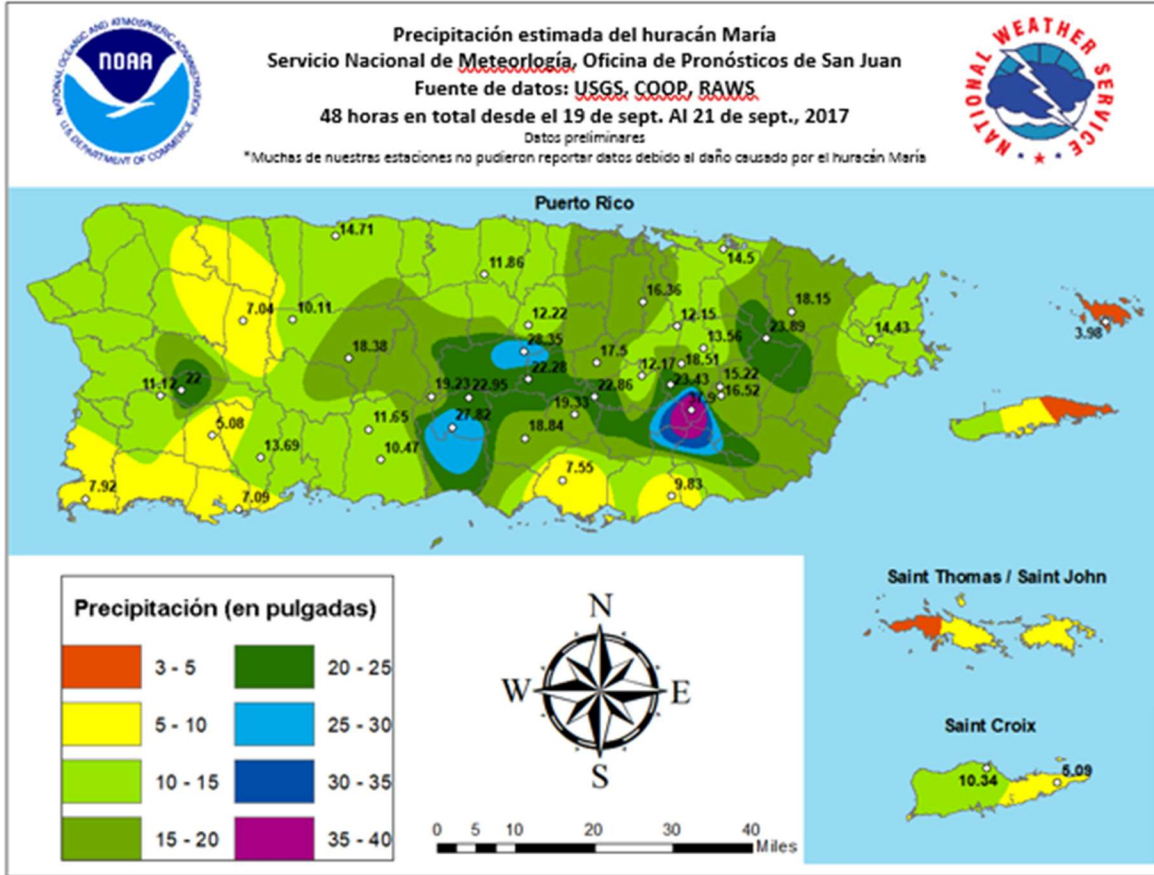 Precipitación estimada del huracán María
Servicio Nacional de Meteorlogía, Oficina de Pronósticos de San Juan
Fuente de datos: USGS, COOP, RAWS
48 horas en total desde el 19 de sept. Al 21 de sept., 2017
Datos preliminares
*Muchas de nuestras estaciones no pudieron reportar datos debido al daño causado por el huracán María
NATIONAL OCEANIC AND ATMOSPHERIC ADMINISTRATION
NOAA
U.S. DEPARTMENT OF COMMERCE
NATIONAL WEATHER SERVICE
Puerto Rico
14.71
11.86
14.5
16.36
18.15
7.04
10.11
12.22
12.15
23.89
14.43
3.98
28.35
13.56
18.38
17.5
18.51
12.17
22.28
15.22
11.12
22
23.43
16.52
19.23
22.95
22.86
37.9
19.33
11.65
27.82
5.08
18.84
13.69
10.47
7.55
9.83
7.92
7.09
Precipitación (en pulgadas)
3 - 5
20 - 25
5 - 10
25 - 30
10 - 15
30 - 35
15 - 20
35 - 40
N
W
E
S
0 5 10 20 30 40
Miles
Saint Thomas / Saint John
Saint Croix
10.34
5.09